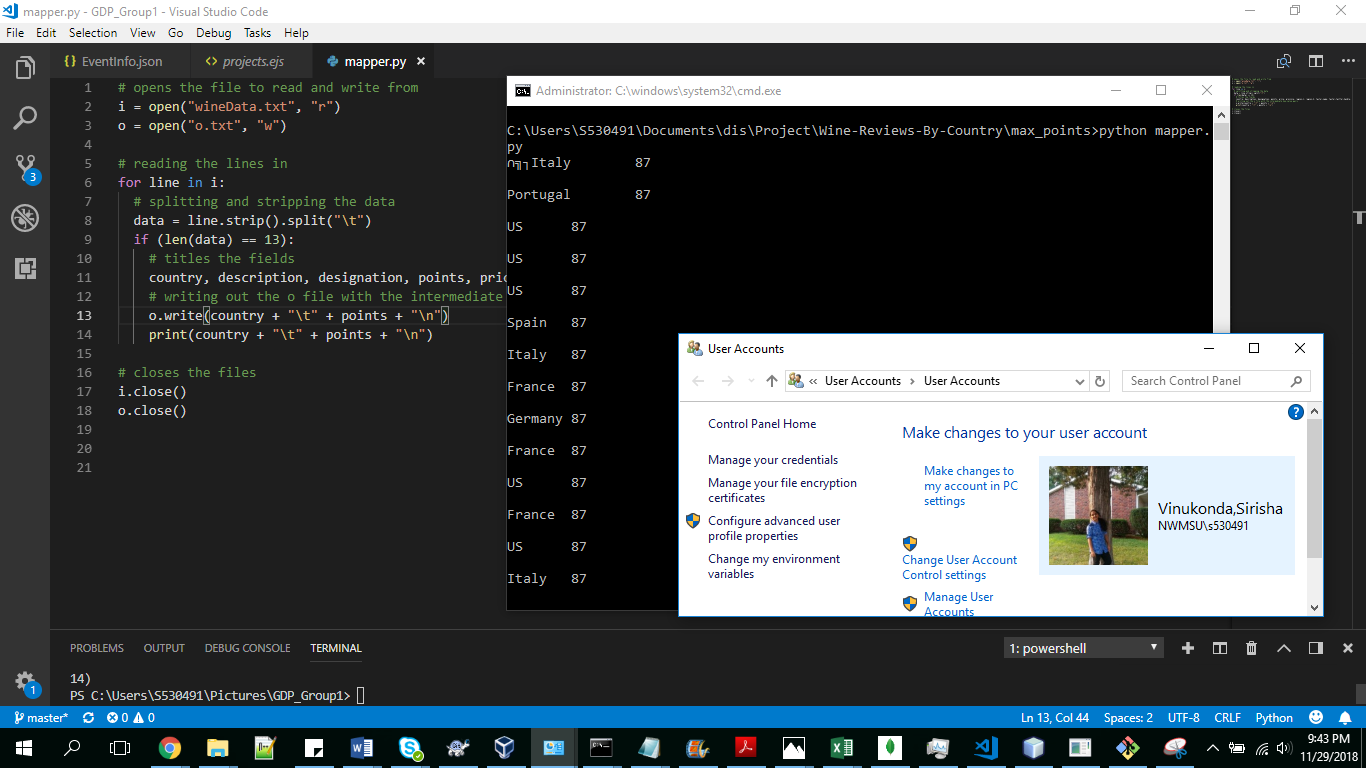 mapper.py - GDP_Group1 - Visual Studio Code
File Edit Selection View Go Debug Tasks Help
{} EventInfo.json <> projects.ejs mapper.py ×
1 # opens the file to read and write from
2 i = open("wineData.txt", "r")
3 o = open("o.txt", "w")
4
5 # reading the lines in
6 for line in i:
7 # splitting and stripping the data
8 data = line.strip().split("\t")
9 if (len(data) == 13):
10 # titles the fields
11 country, description, designation, points, pric
12 # writing out the o file with the intermediate
13 o.write(country + "\t" + points + "\n")
14 print(country + "\t" + points + "\n")
15
16 # closes the files
17 i.close()
18 o.close()
19
20
21
Administrator: C:\windows\system32\cmd.exe
C:\Users\S530491\Documents\dis\Project\Wine-Reviews-By-Country\max_points>python mapper.
py
∩╗┐Italy 87
Portugal 87
US 87
US 87
US 87
Spain 87
Italy 87
France 87
Germany 87
France 87
US 87
France 87
US 87
Italy 87
User Accounts
« User Accounts > User Accounts
Search Control Panel
Control Panel Home
Manage your credentials
Manage your file encryption
certificates
Configure advanced user
profile properties
Change my environment
variables
Make changes to your user account
Make changes to
my account in PC
settings
Change User Account
Control settings
Manage User
Accounts
Vinukonda,Sirisha
NWMSU\s530491
3
1
PROBLEMS OUTPUT DEBUG CONSOLE TERMINAL
1: powershell
14)
PS C:\Users\S530491\Pictures\GDP_Group1>
master* 0 0
Ln 13, Col 44 Spaces: 2 UTF-8 CRLF Python
9:43 PM
11/29/2018